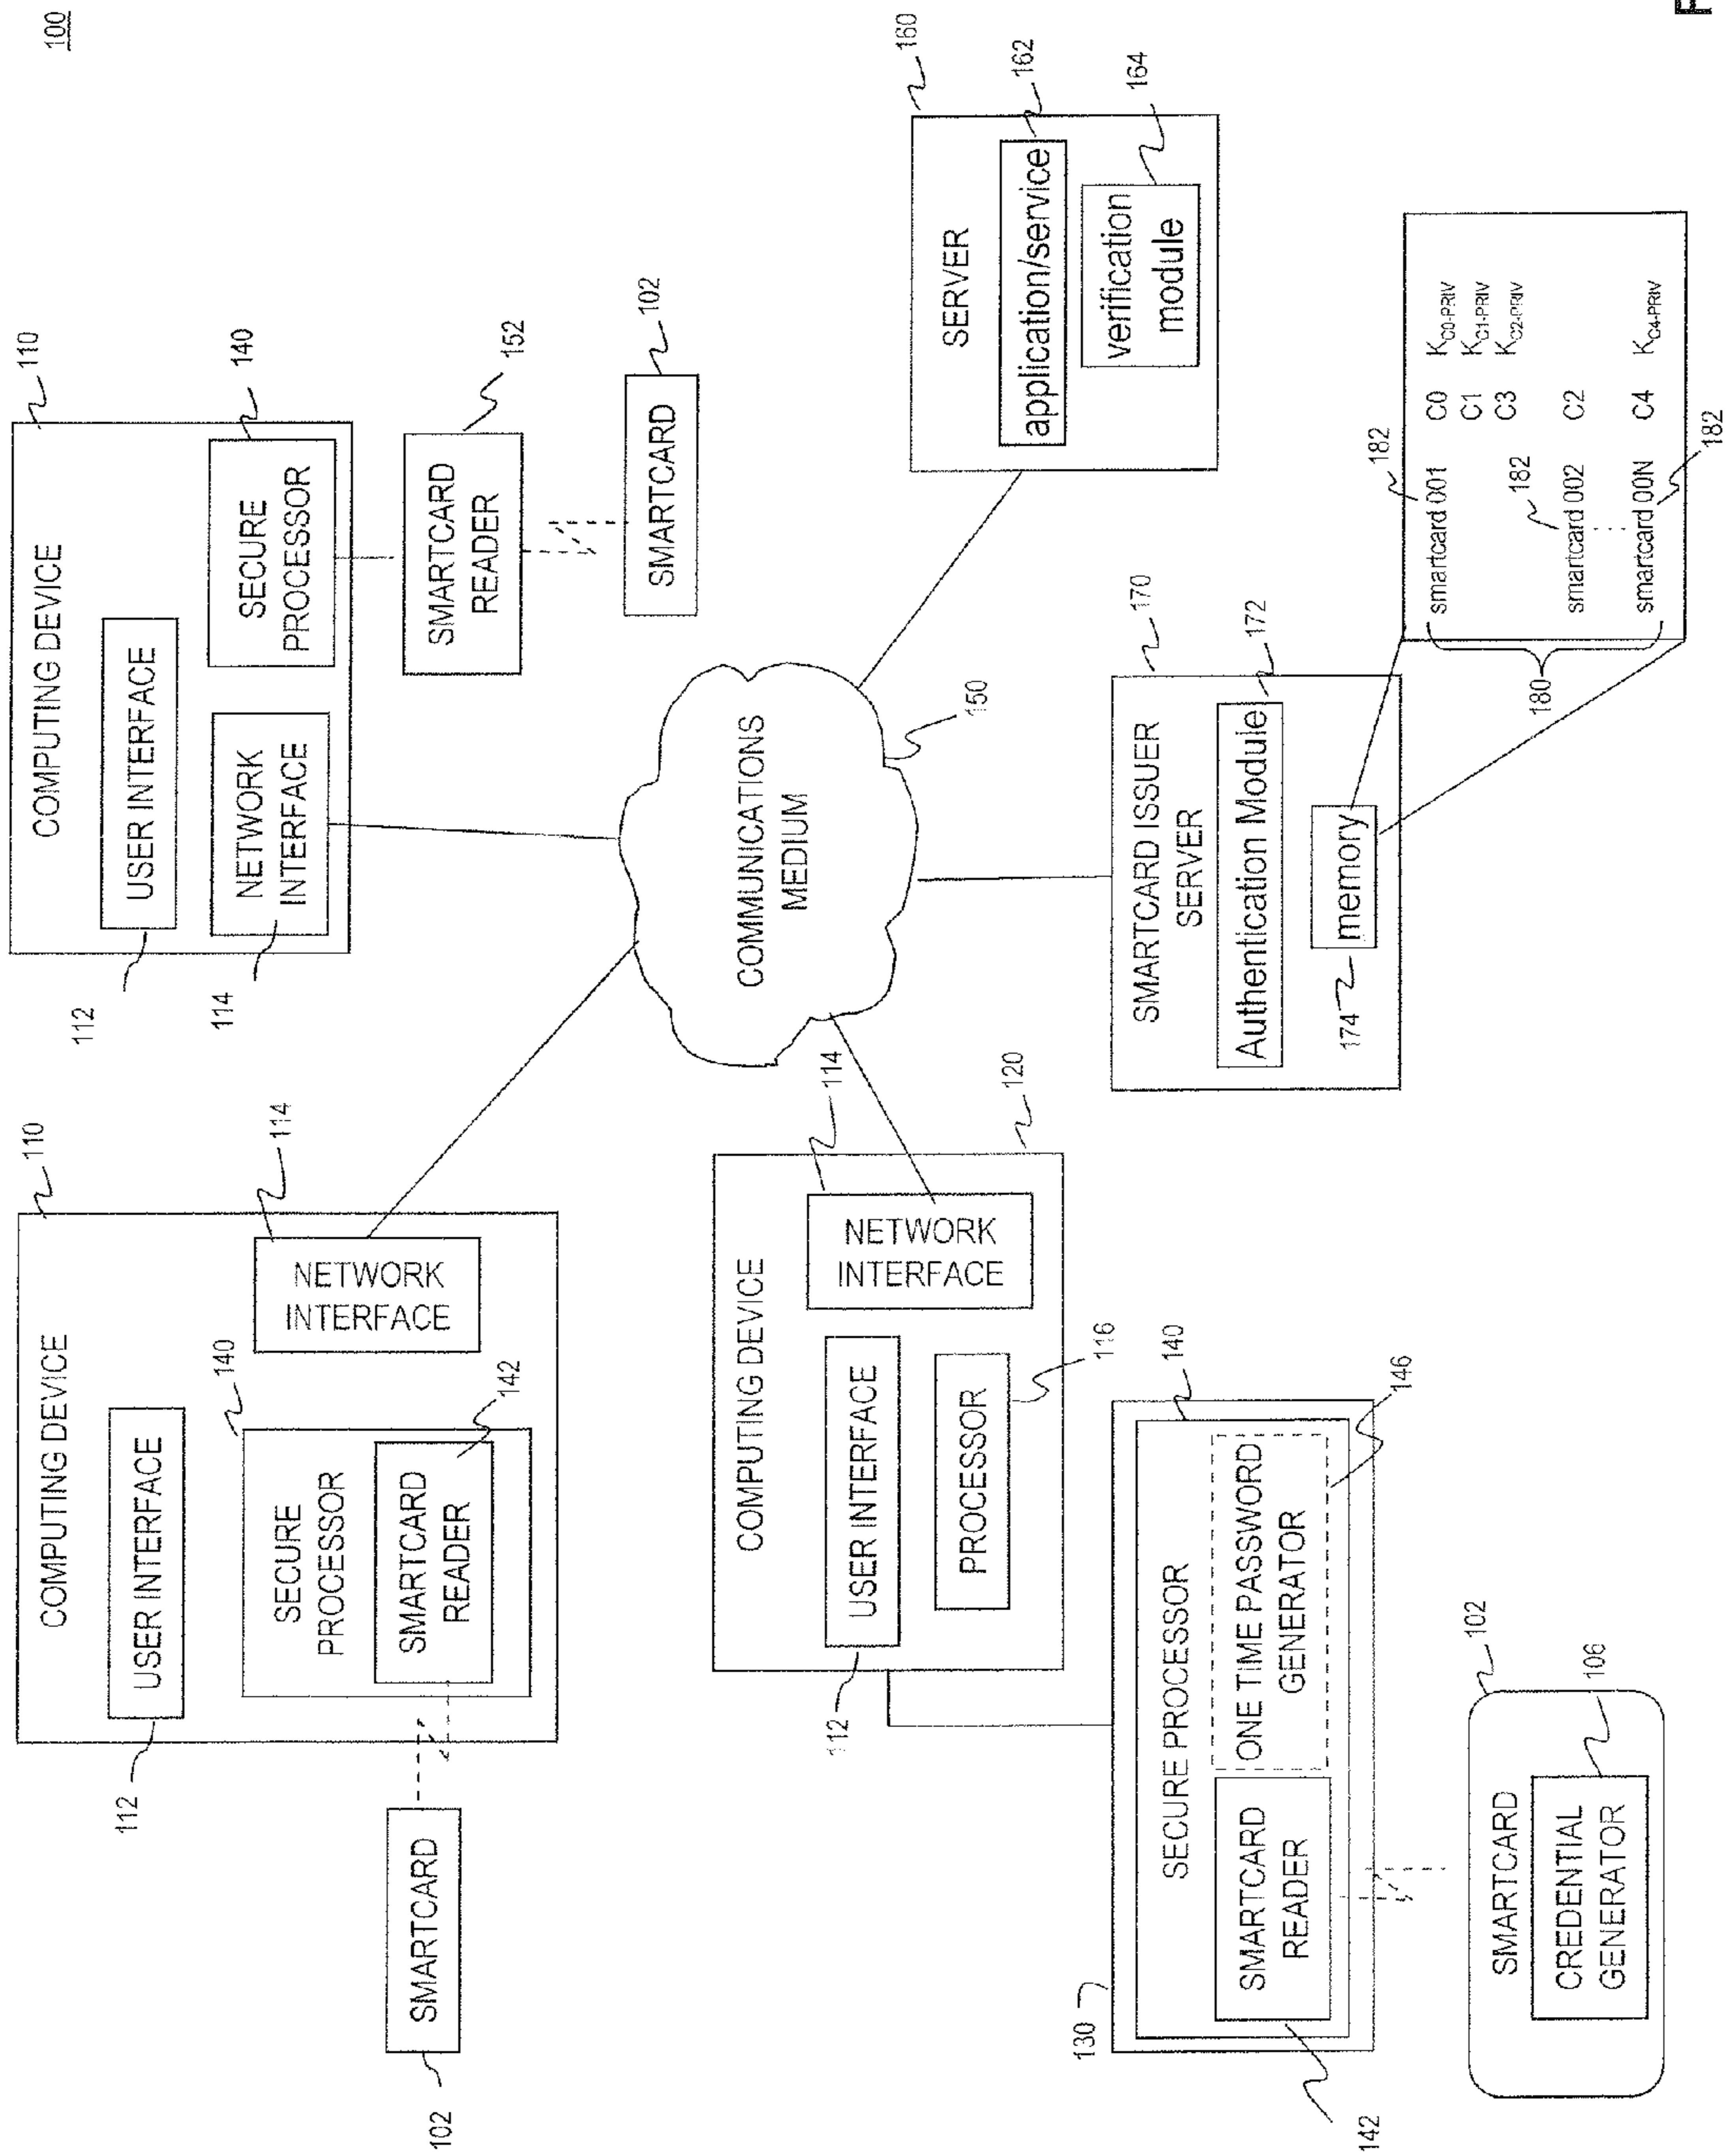 100
110
COMPUTING DEVICE
USER INTERFACE
112
140
SECURE
PROCESSOR
SMARTCARD
READER
142
NETWORK
INTERFACE
114
SMARTCARD
102
110
COMPUTING DEVICE
USER INTERFACE
112
NETWORK
INTERFACE
114
SECURE
PROCESSOR
140
SMARTCARD
READER
152
SMARTCARD
102
COMMUNICATIONS
MEDIUM
150
COMPUTING DEVICE
120
USER INTERFACE
112
NETWORK
INTERFACE
114
PROCESSOR
116
130
SECURE PROCESSOR
140
SMARTCARD
READER
142
ONE TIME PASSWORD
GENERATOR
146
SMARTCARD
102
CREDENTIAL
GENERATOR
106
SERVER
160
application/service
162
verification
module
164
SMARTCARD ISSUER
SERVER
170
Authentication Module
172
memory
174
180
182
smartcard 001 C0 KC0-PRIV
C1 KC1-PRIV
C3 KC2-PRIV
182
smartcard 002 C2
smartcard 00N C4 KC4-PRIV
182